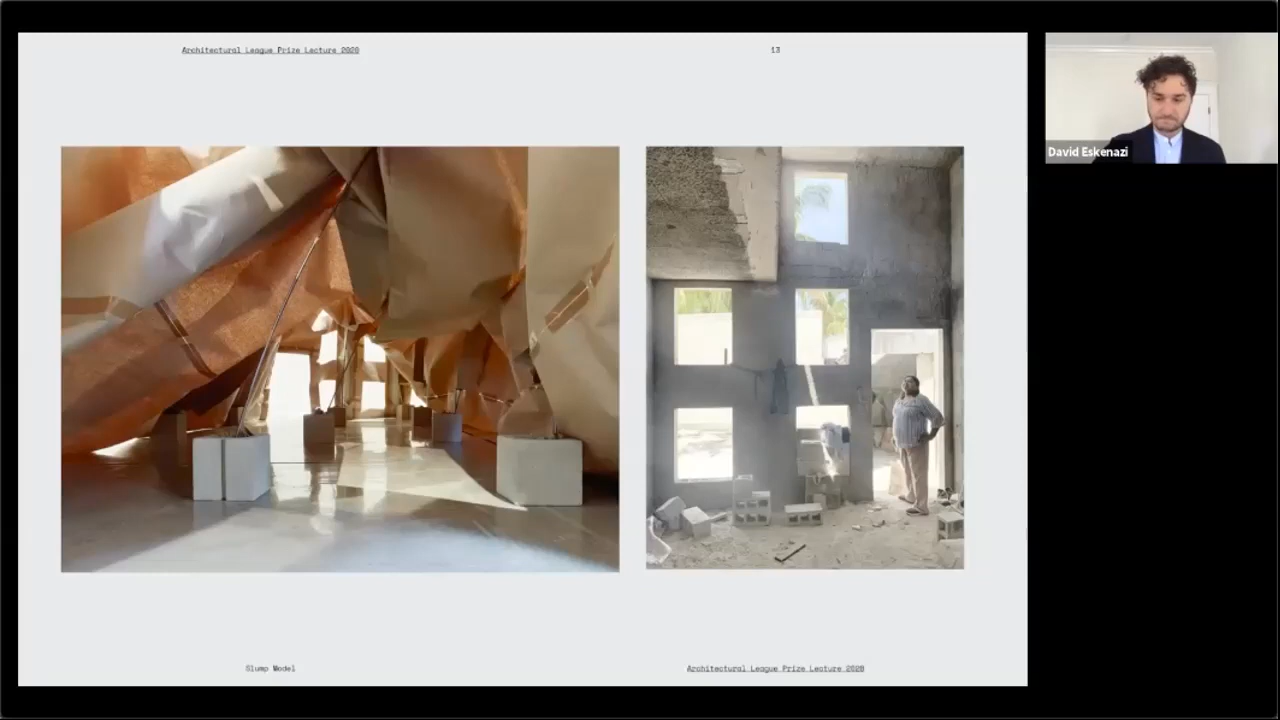 Architectural League Prize Lecture 2020
13
David Eskenazi
Slump Model
Architectural League Prize Lecture 2020